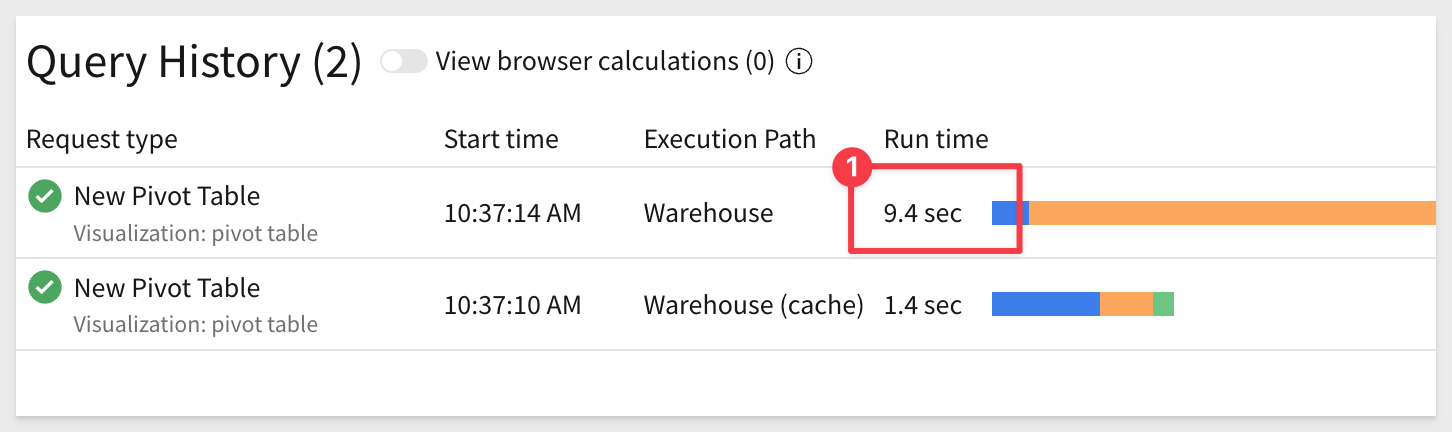 Query History (2) View browser calculations (0) i
Request type Start time Execution Path Run time
1
New Pivot Table 10:37:14 AM Warehouse 9.4 sec
Visualization: pivot table
New Pivot Table 10:37:10 AM Warehouse (cache) 1.4 sec
Visualization: pivot table